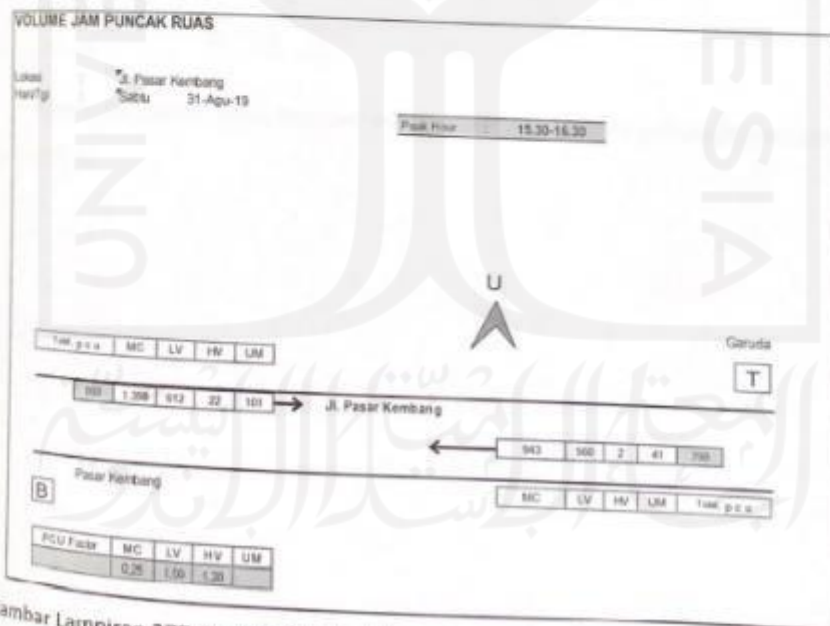 VOLUME JAM PUNCAK RUAS
Lokasi Jl. Pasar Kembang
Hari/Tgl Sabtu 31-Agu-19
Peak Hour : 15.30-16.30
U
Garuda
T
Total p c u MC LV HV UM
1.398 612 22 101
Jl. Pasar Kembang
943 560 2 41
MC LV HV UM Total p c u
Pasar Kembang
B
PCU Factor MC LV HV UM
0,25 1,00 1,30
ambar Lampiran
UNIVE
ESIA